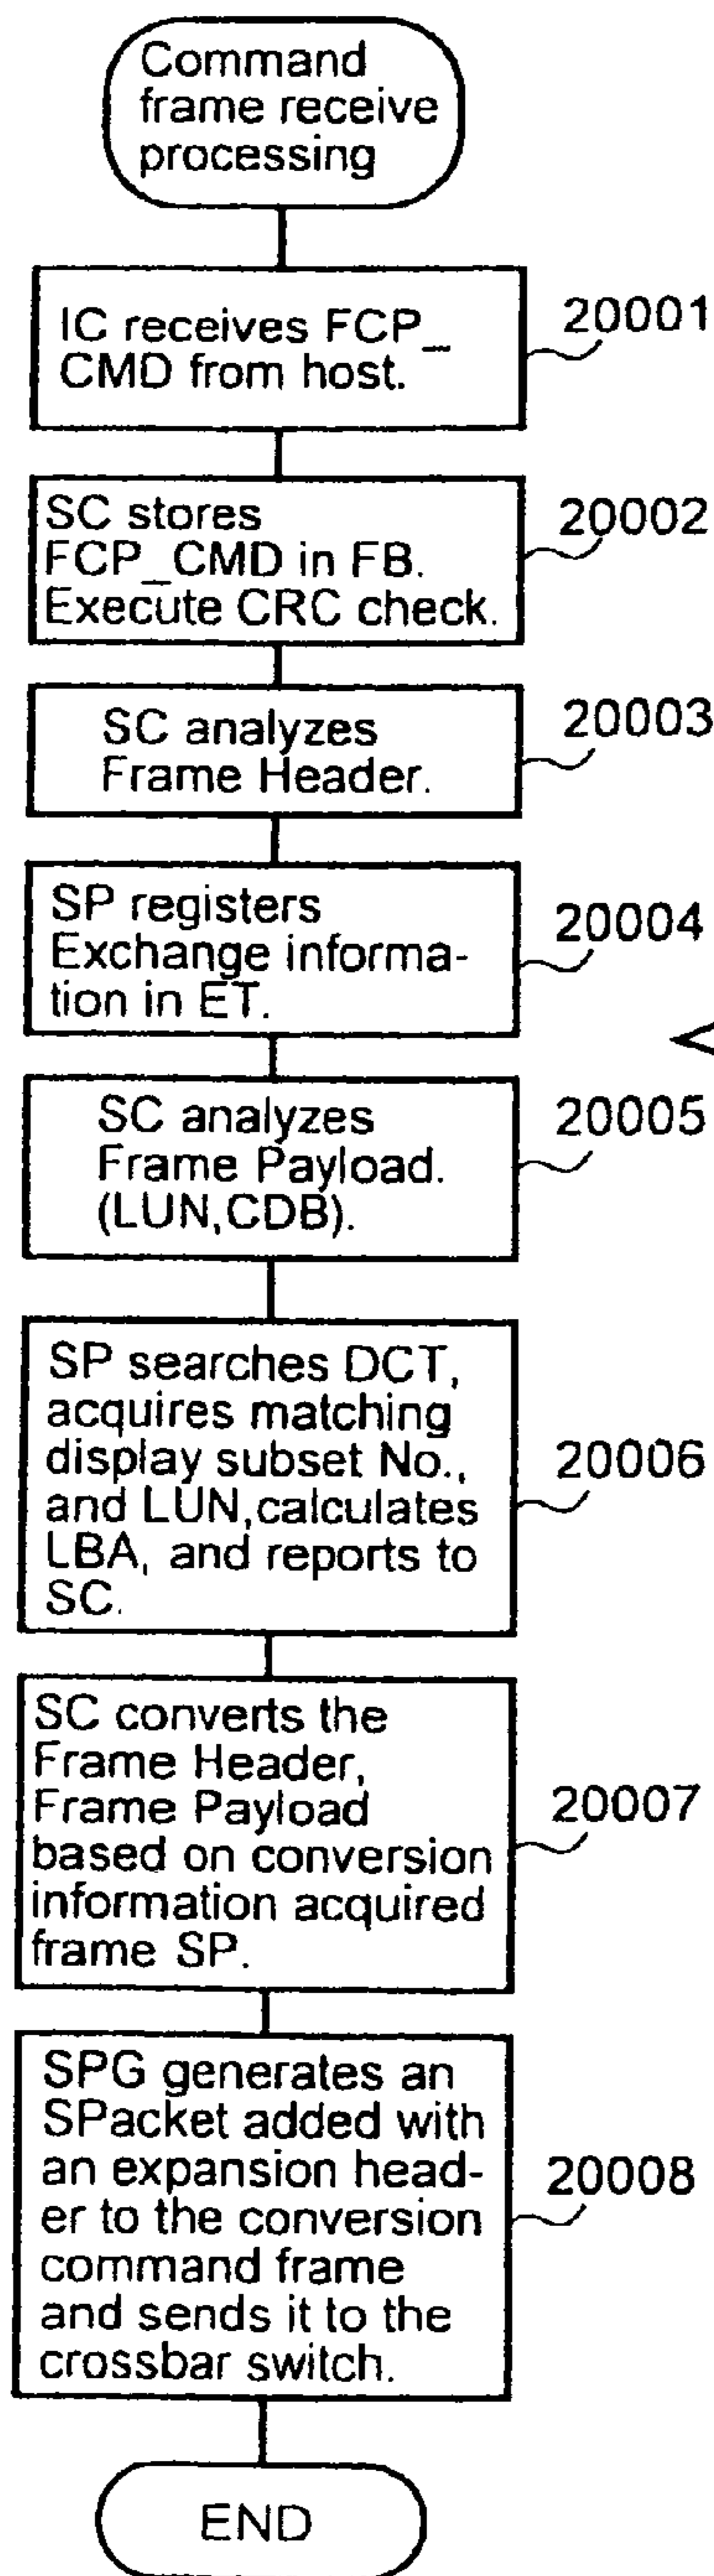 Command
frame receive
processing
IC receives FCP_
CMD from host.
20001
SC stores
FCP_CMD in FB.
Execute CRC check.
20002
SC analyzes
Frame Header.
20003
SP registers
Exchange informa-
tion in ET.
20004
SC analyzes
Frame Payload.
(LUN,CDB).
20005
SP searches DCT,
acquires matching
display subset No.,
and LUN,calculates
LBA, and reports to
SC.
20006
SC converts the
Frame Header,
Frame Payload
based on conversion
information acquired
frame SP.
20007
SPG generates an
SPacket added with
an expansion head-
er to the conversion
command frame
and sends it to the
crossbar switch.
20008
END